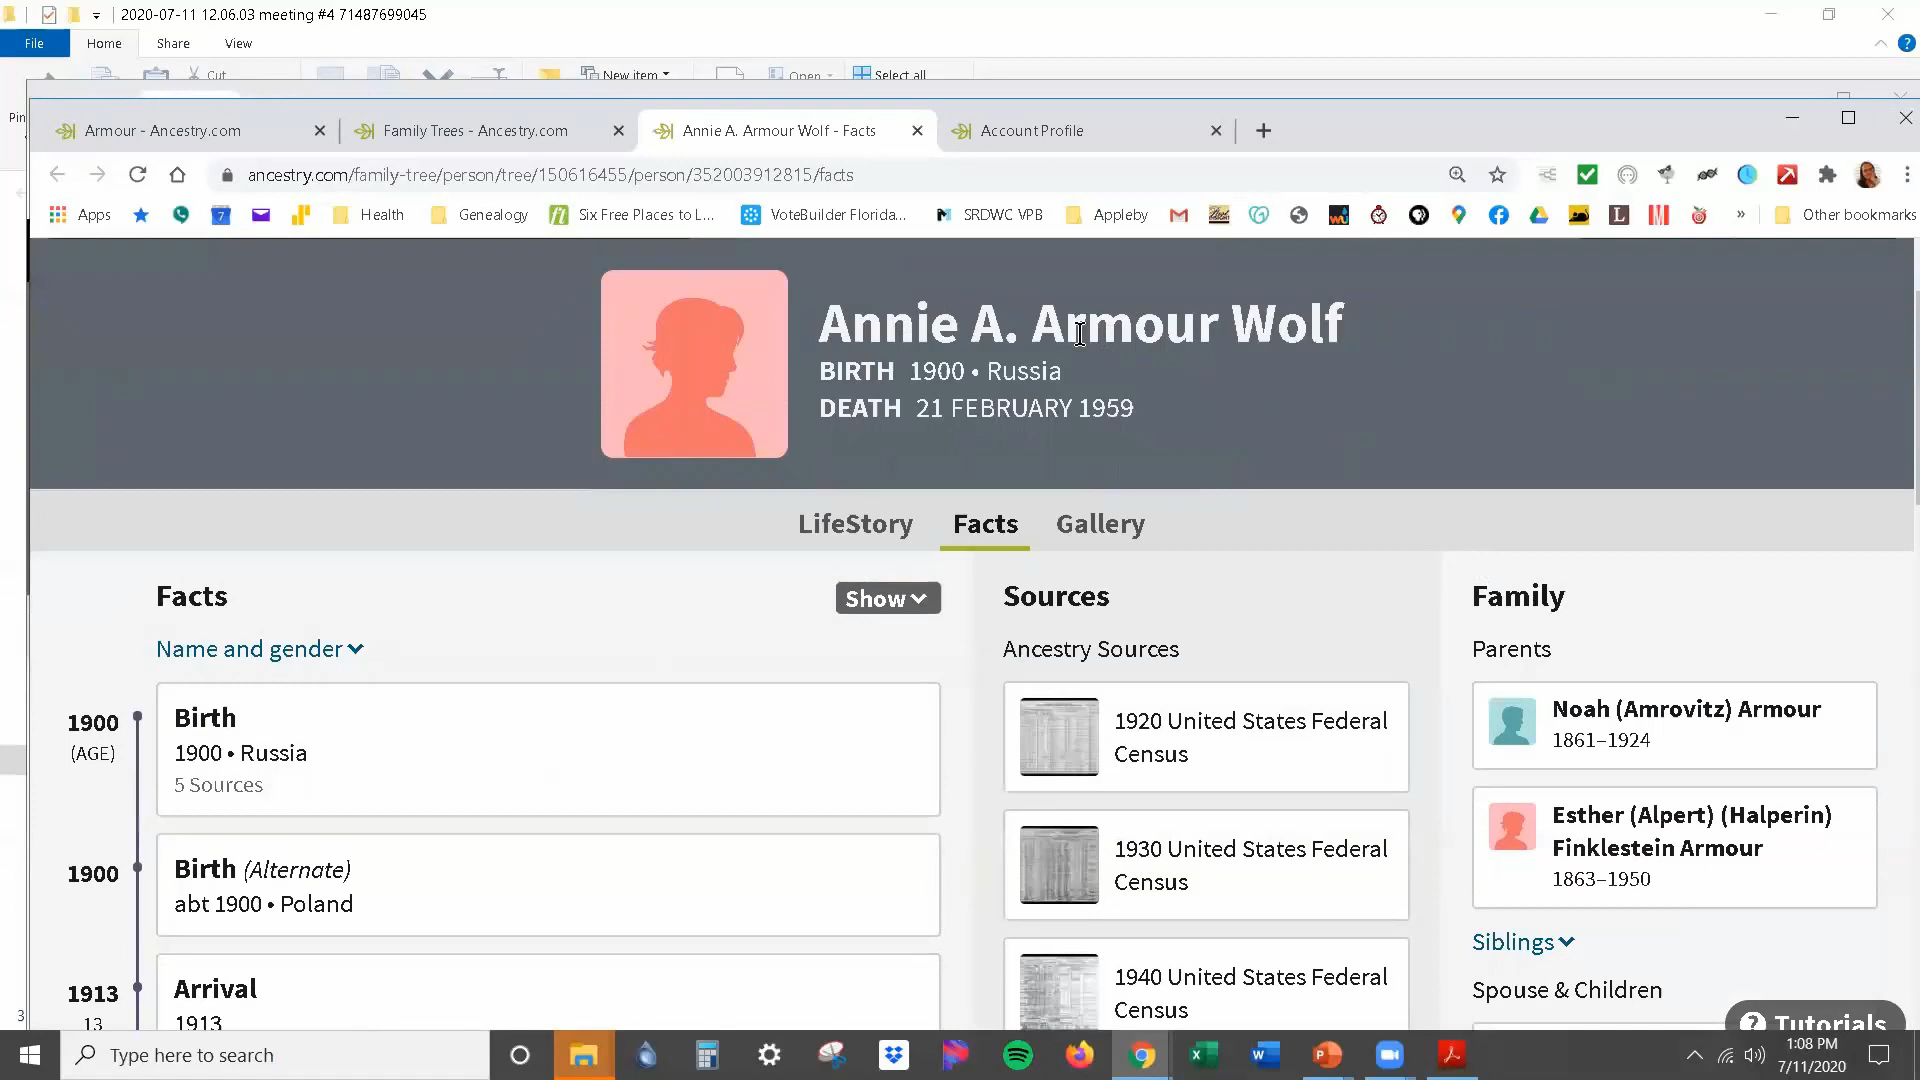 2020-07-11 12.06.03 meeting #4 71487699045
File Home Share View
Cut New item Open Select all
Pin
Armour - Ancestry.com
Family Trees - Ancestry.com
Annie A. Armour Wolf - Facts
Account Profile
ancestry.com/family-tree/person/tree/150616455/person/352003912815/facts
Apps Health Genealogy Six Free Places to L... VoteBuilder Florida... SRDWC VPB Appleby » Other bookmarks
Annie A. Armour Wolf
BIRTH 1900 • Russia
DEATH 21 FEBRUARY 1959
LifeStory Facts Gallery
Facts
Show
Name and gender
1900
(AGE)
Birth
1900 • Russia
5 Sources
1900
Birth (Alternate)
abt 1900 • Poland
1913
13
Arrival
1913
Sources
Ancestry Sources
1920 United States Federal
Census
1930 United States Federal
Census
1940 United States Federal
Census
Family
Parents
Noah (Amrovitz) Armour
1861–1924
Esther (Alpert) (Halperin)
Finklestein Armour
1863–1950
Siblings
Spouse & Children
? Tutorials
3
Type here to search
1:08 PM
7/11/2020